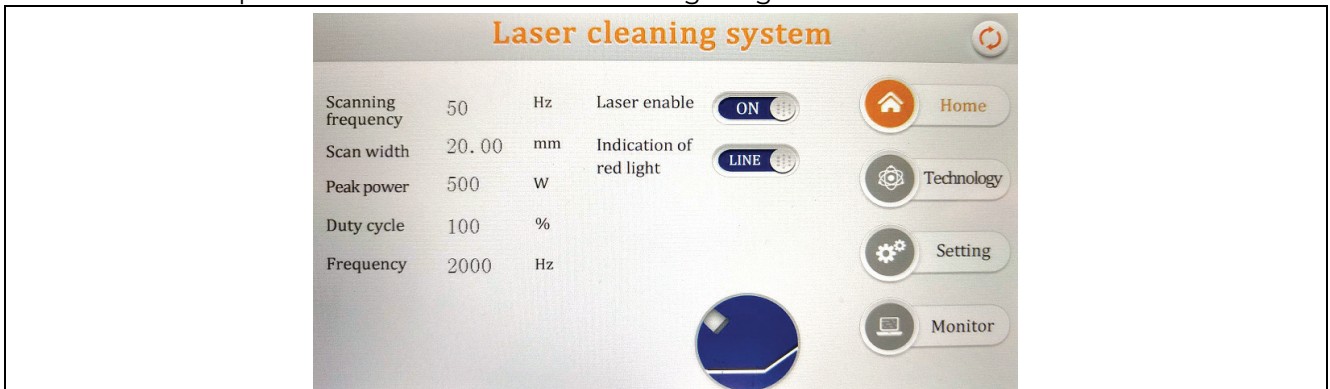 Laser cleaning system
Scanning
frequency
50
Hz
Laser enable
ON
Home
Scan width
20.00
mm
Indication of
red light
LINE
Technology
Peak power
500
W
Duty cycle
100
%
Setting
Frequency
2000
Hz
Monitor